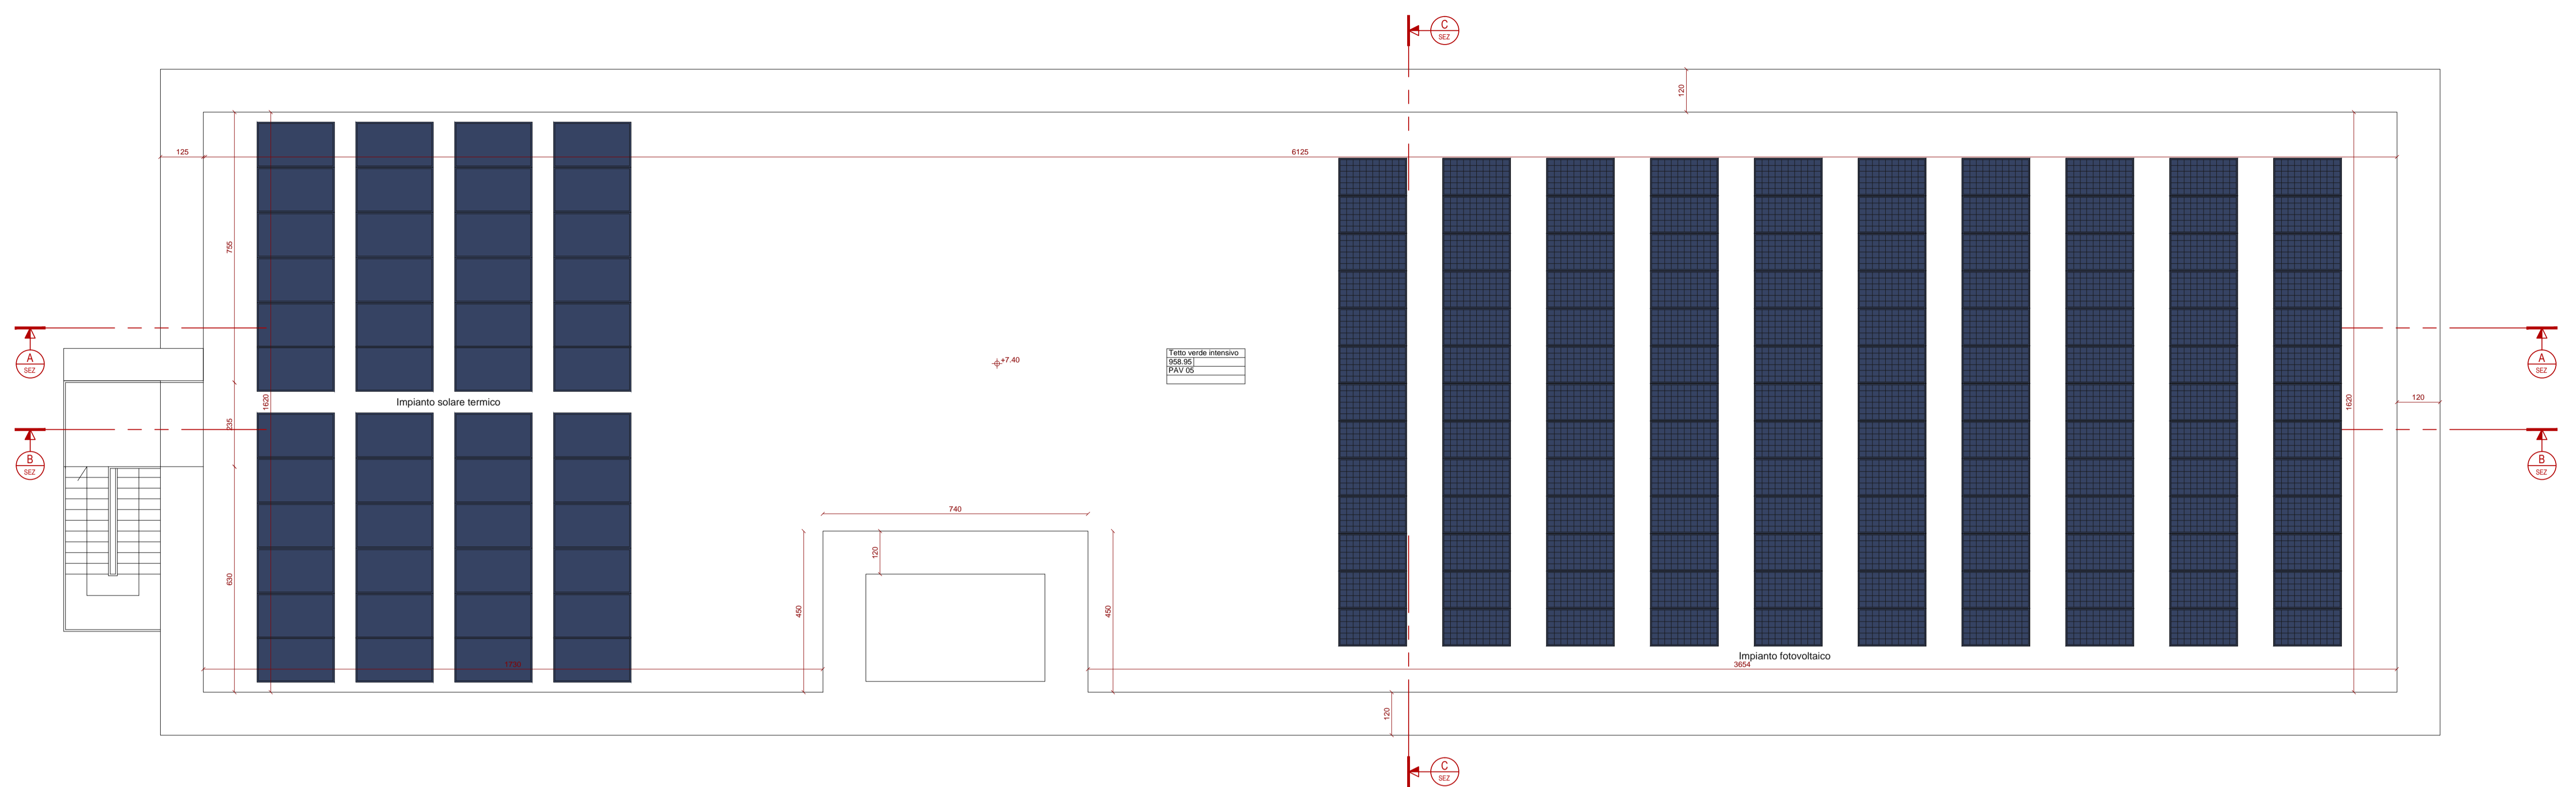 C
SEZ
120
125
6125
755
A
SEZ
+7.40
Tetto verde intensivo
958.95
PAV 05
A
SEZ
Impianto solare termico
1620
1620
120
235
B
SEZ
B
SEZ
740
120
630
450
450
1730
Impianto fotovoltaico
3654
120
C
SEZ